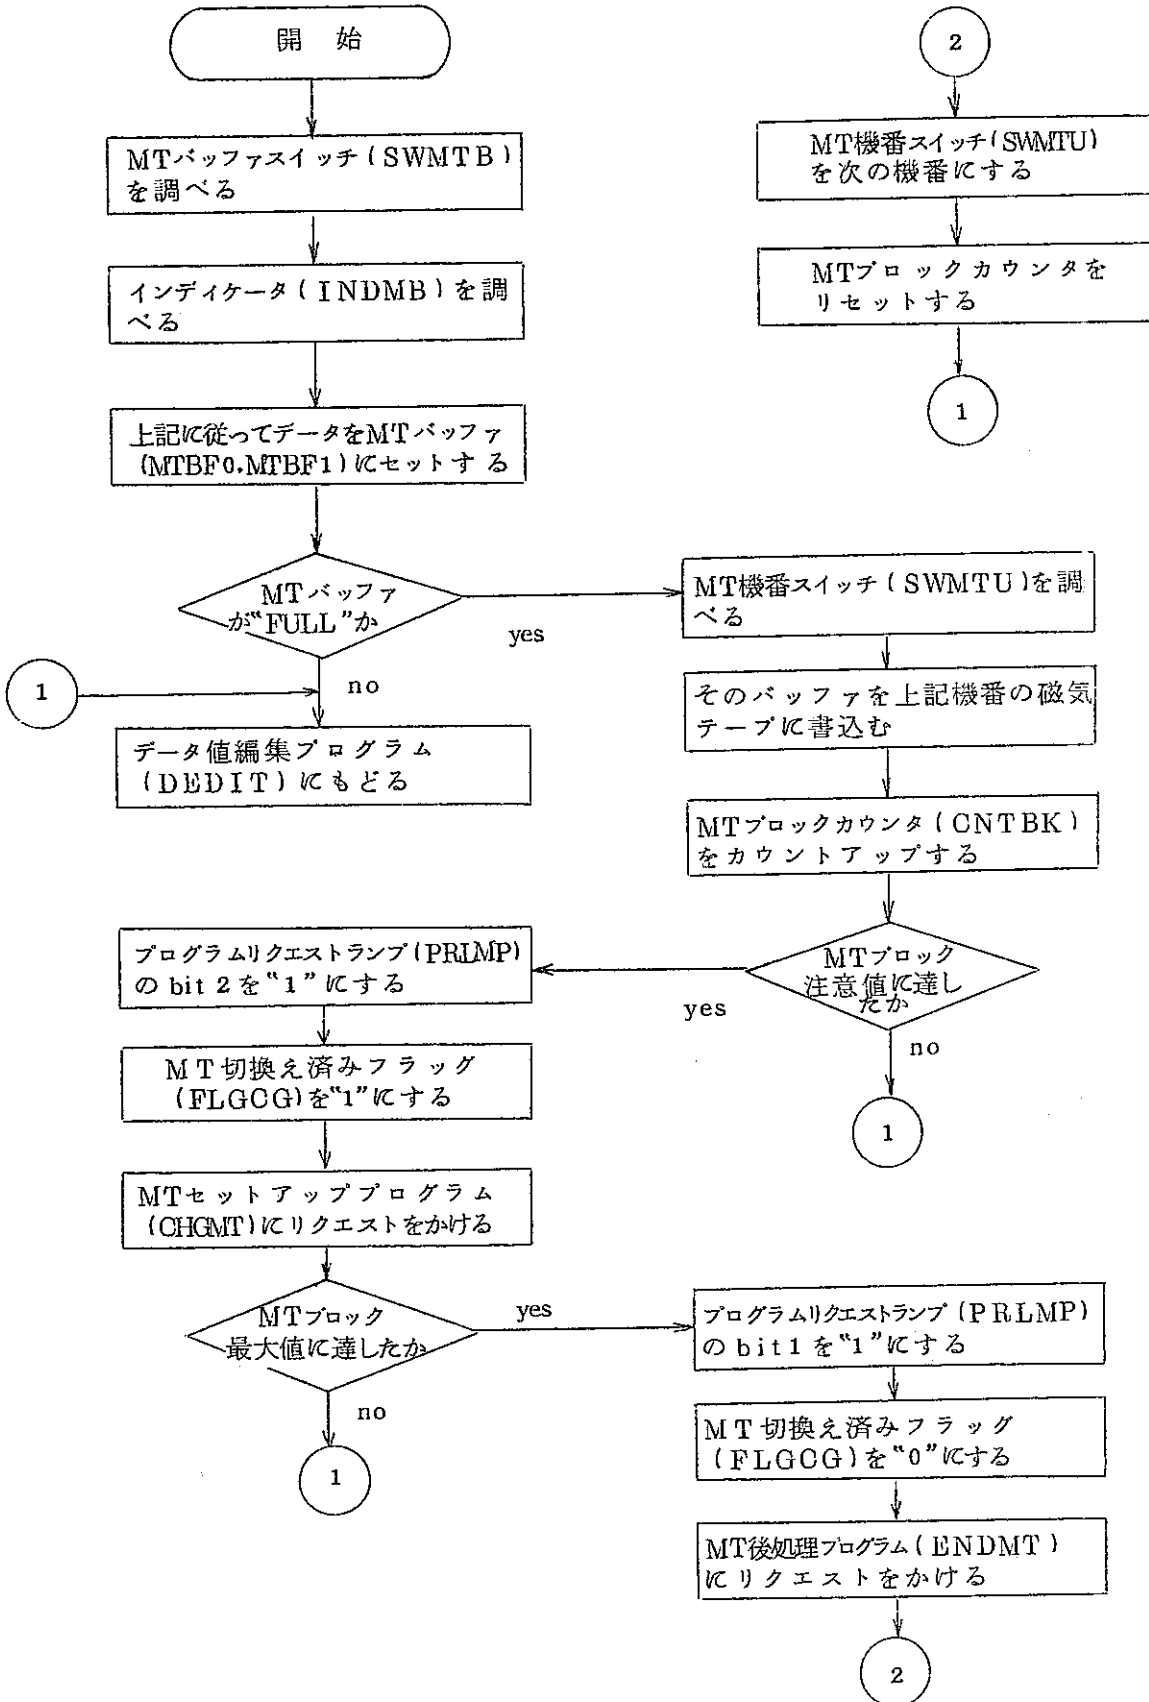 開 始
MTバッファスイッチ(SWMTB)
を調べる
インディケータ(INDMB)を調
べる
上記に従ってデータをMTバッファ
(MTBF0.MTBF1)にセットする
MTバッファ
が“FULL”か
yes
no
1
データ値編集プログラム
(DEDIT)にもどる
MT機番スイッチ(SWMTU)を調
べる
そのバッファを上記機番の磁気
テープに書込む
MTブロックカウンタ(CNTBK)
をカウントアップする
MTブロック
注意値に達し
たか
yes
no
1
プログラムリクエストランプ(PRLMP)
のbit2を“1”にする
MT切換え済みフラッグ
(FLGCG)を“1”にする
MTセットアッププログラム
(CHGMT)にリクエストをかける
MTブロック
最大値に達したか
yes
no
1
プログラムリクエストランプ(PRLMP)
のbit1を“1”にする
MT切換え済みフラッグ
(FLGCG)を“0”にする
MT後処理プログラム(ENDMT)
にリクエストをかける
2
2
MT機番スイッチ(SWMTU)
を次の機番にする
MTブロックカウンタを
リセットする
1